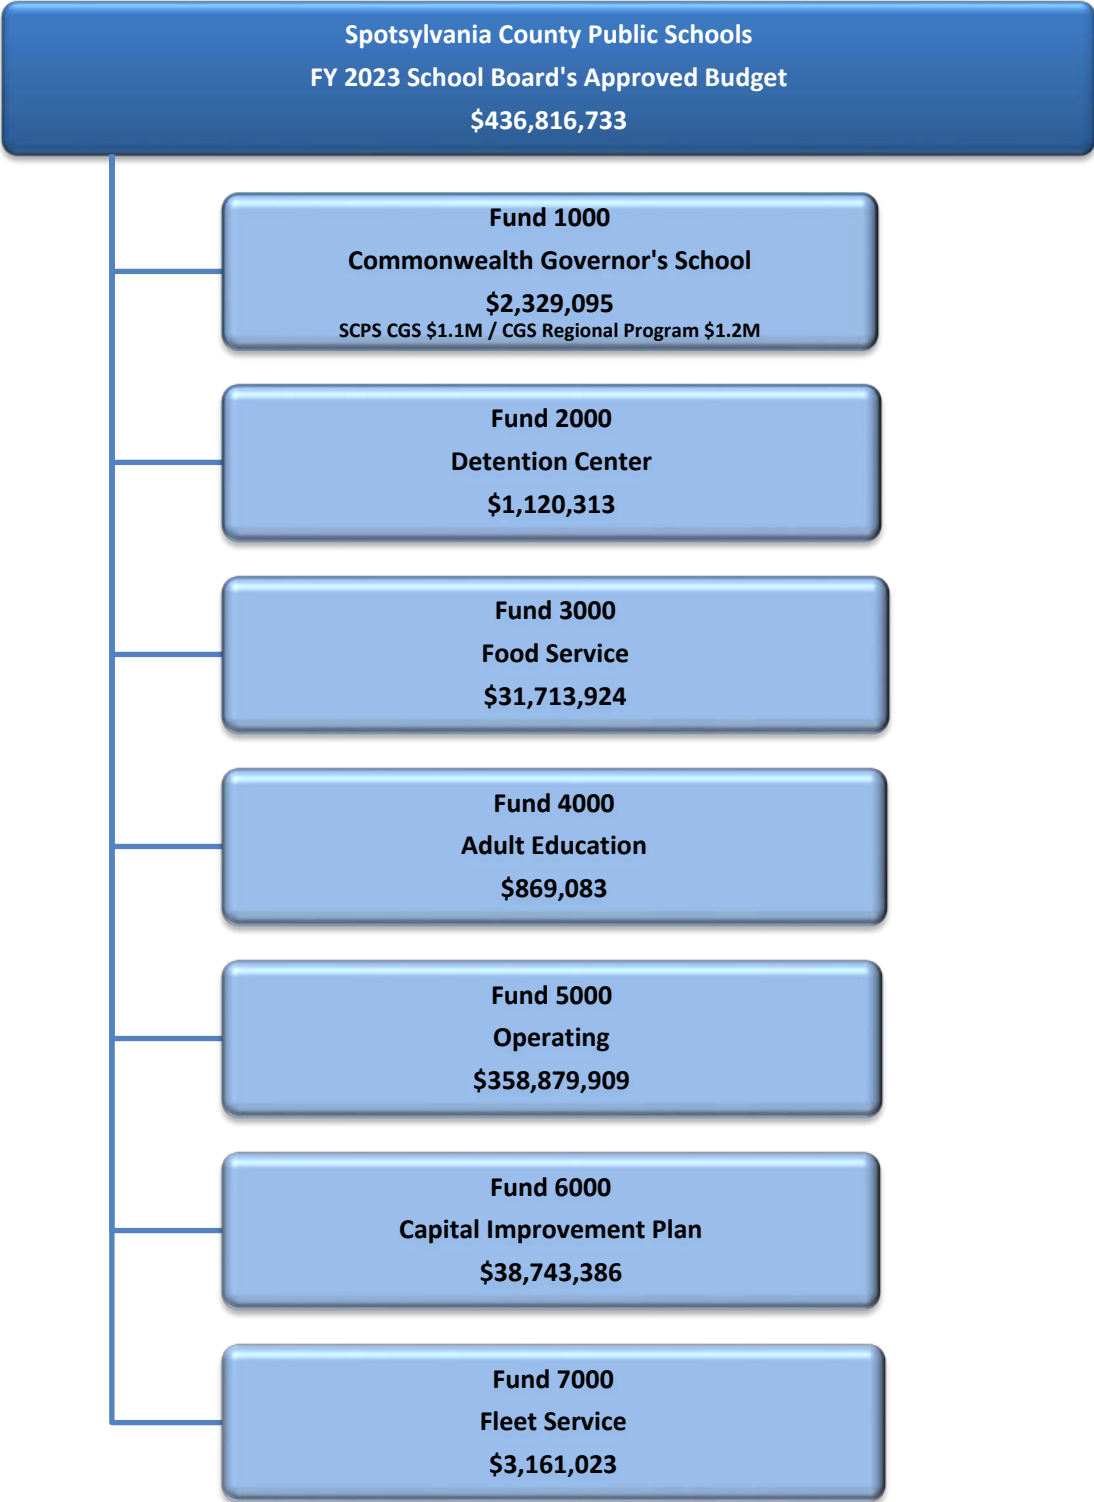 Spotsylvania County Public Schools
FY 2023 School Board's Approved Budget
$436,816,733
Fund 1000
Commonwealth Governor's School
$2,329,095
SCPS CGS $1.1M / CGS Regional Program $1.2M
Fund 2000
Detention Center
$1,120,313
Fund 3000
Food Service
$31,713,924
Fund 4000
Adult Education
$869,083
Fund 5000
Operating
$358,879,909
Fund 6000
Capital Improvement Plan
$38,743,386
Fund 7000
Fleet Service
$3,161,023